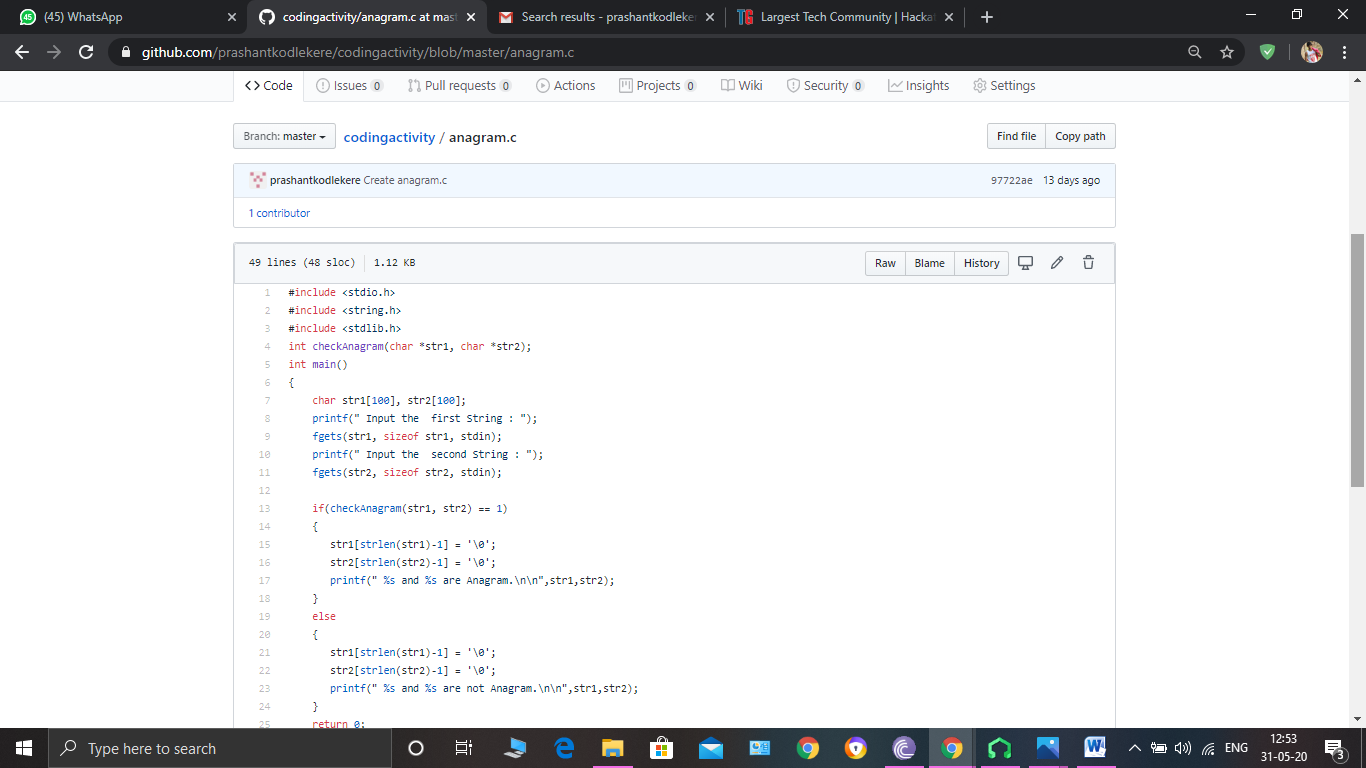 (45) WhatsApp
codingactivity/anagram.c at mast
Search results - prashantkodleker
Largest Tech Community | Hackat
github.com/prashantkodlekere/codingactivity/blob/master/anagram.c
Code
Issues 0
Pull requests 0
Actions
Projects 0
Wiki
Security 0
Insights
Settings
Branch: master
codingactivity / anagram.c
Find file
Copy path
prashantkodlekere Create anagram.c
97722ae 13 days ago
1 contributor
49 lines (48 sloc) 1.12 KB
Raw
Blame
History
1 #include <stdio.h>
2 #include <string.h>
3 #include <stdlib.h>
4 int checkAnagram(char *str1, char *str2);
5 int main()
6 {
7 char str1[100], str2[100];
8 printf(" Input the  first String : ");
9 fgets(str1, sizeof str1, stdin);
10 printf(" Input the  second String : ");
11 fgets(str2, sizeof str2, stdin);
12
13 if(checkAnagram(str1, str2) == 1)
14 {
15 str1[strlen(str1)-1] = '\0';
16 str2[strlen(str2)-1] = '\0';
17 printf(" %s and %s are Anagram.\n\n",str1,str2);
18 }
19 else
20 {
21 str1[strlen(str1)-1] = '\0';
22 str2[strlen(str2)-1] = '\0';
23 printf(" %s and %s are not Anagram.\n\n",str1,str2);
24 }
25 return 0;
Type here to search
ENG
12:53
31-05-20
3